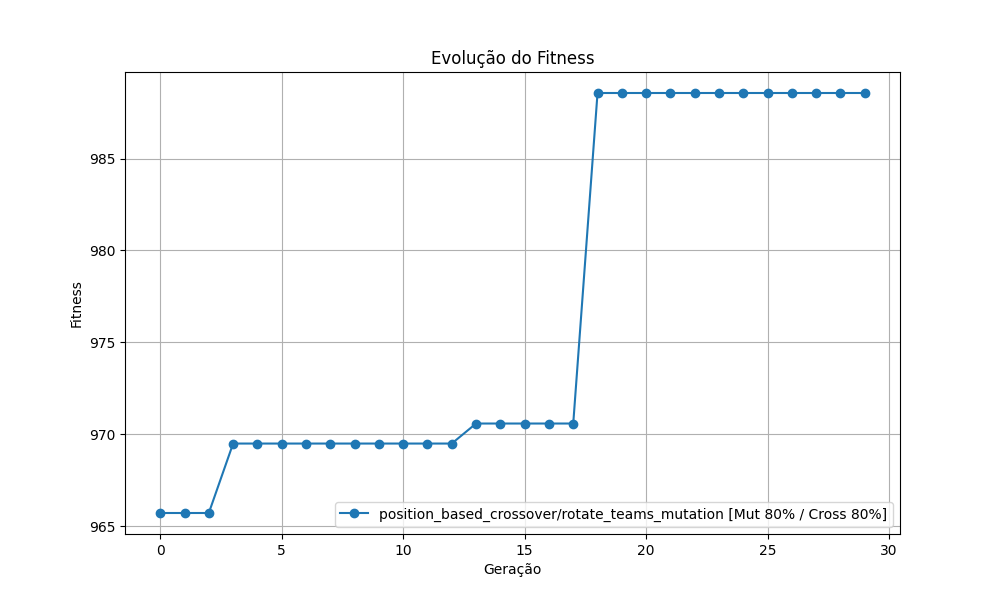 Evolução do Fitness
Fitness
985
980
975
970
965
position_based_crossover/rotate_teams_mutation [Mut 80% / Cross 80%]
0 5 10 15 20 25 30
Geração